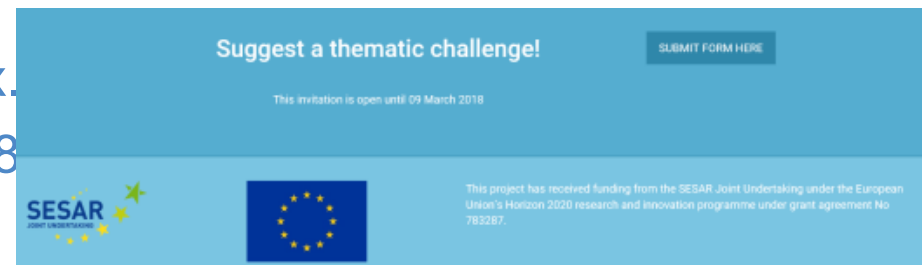 Suggest a thematic challenge!
SUBMIT FORM HERE
This invitation is open until 09 March 2018
x.
8
SESAR
JOINT UNDERTAKING
This project has received funding from the SESAR Joint Undertaking under the European
Union's Horizon 2020 research and innovation programme under grant agreement No
783287.